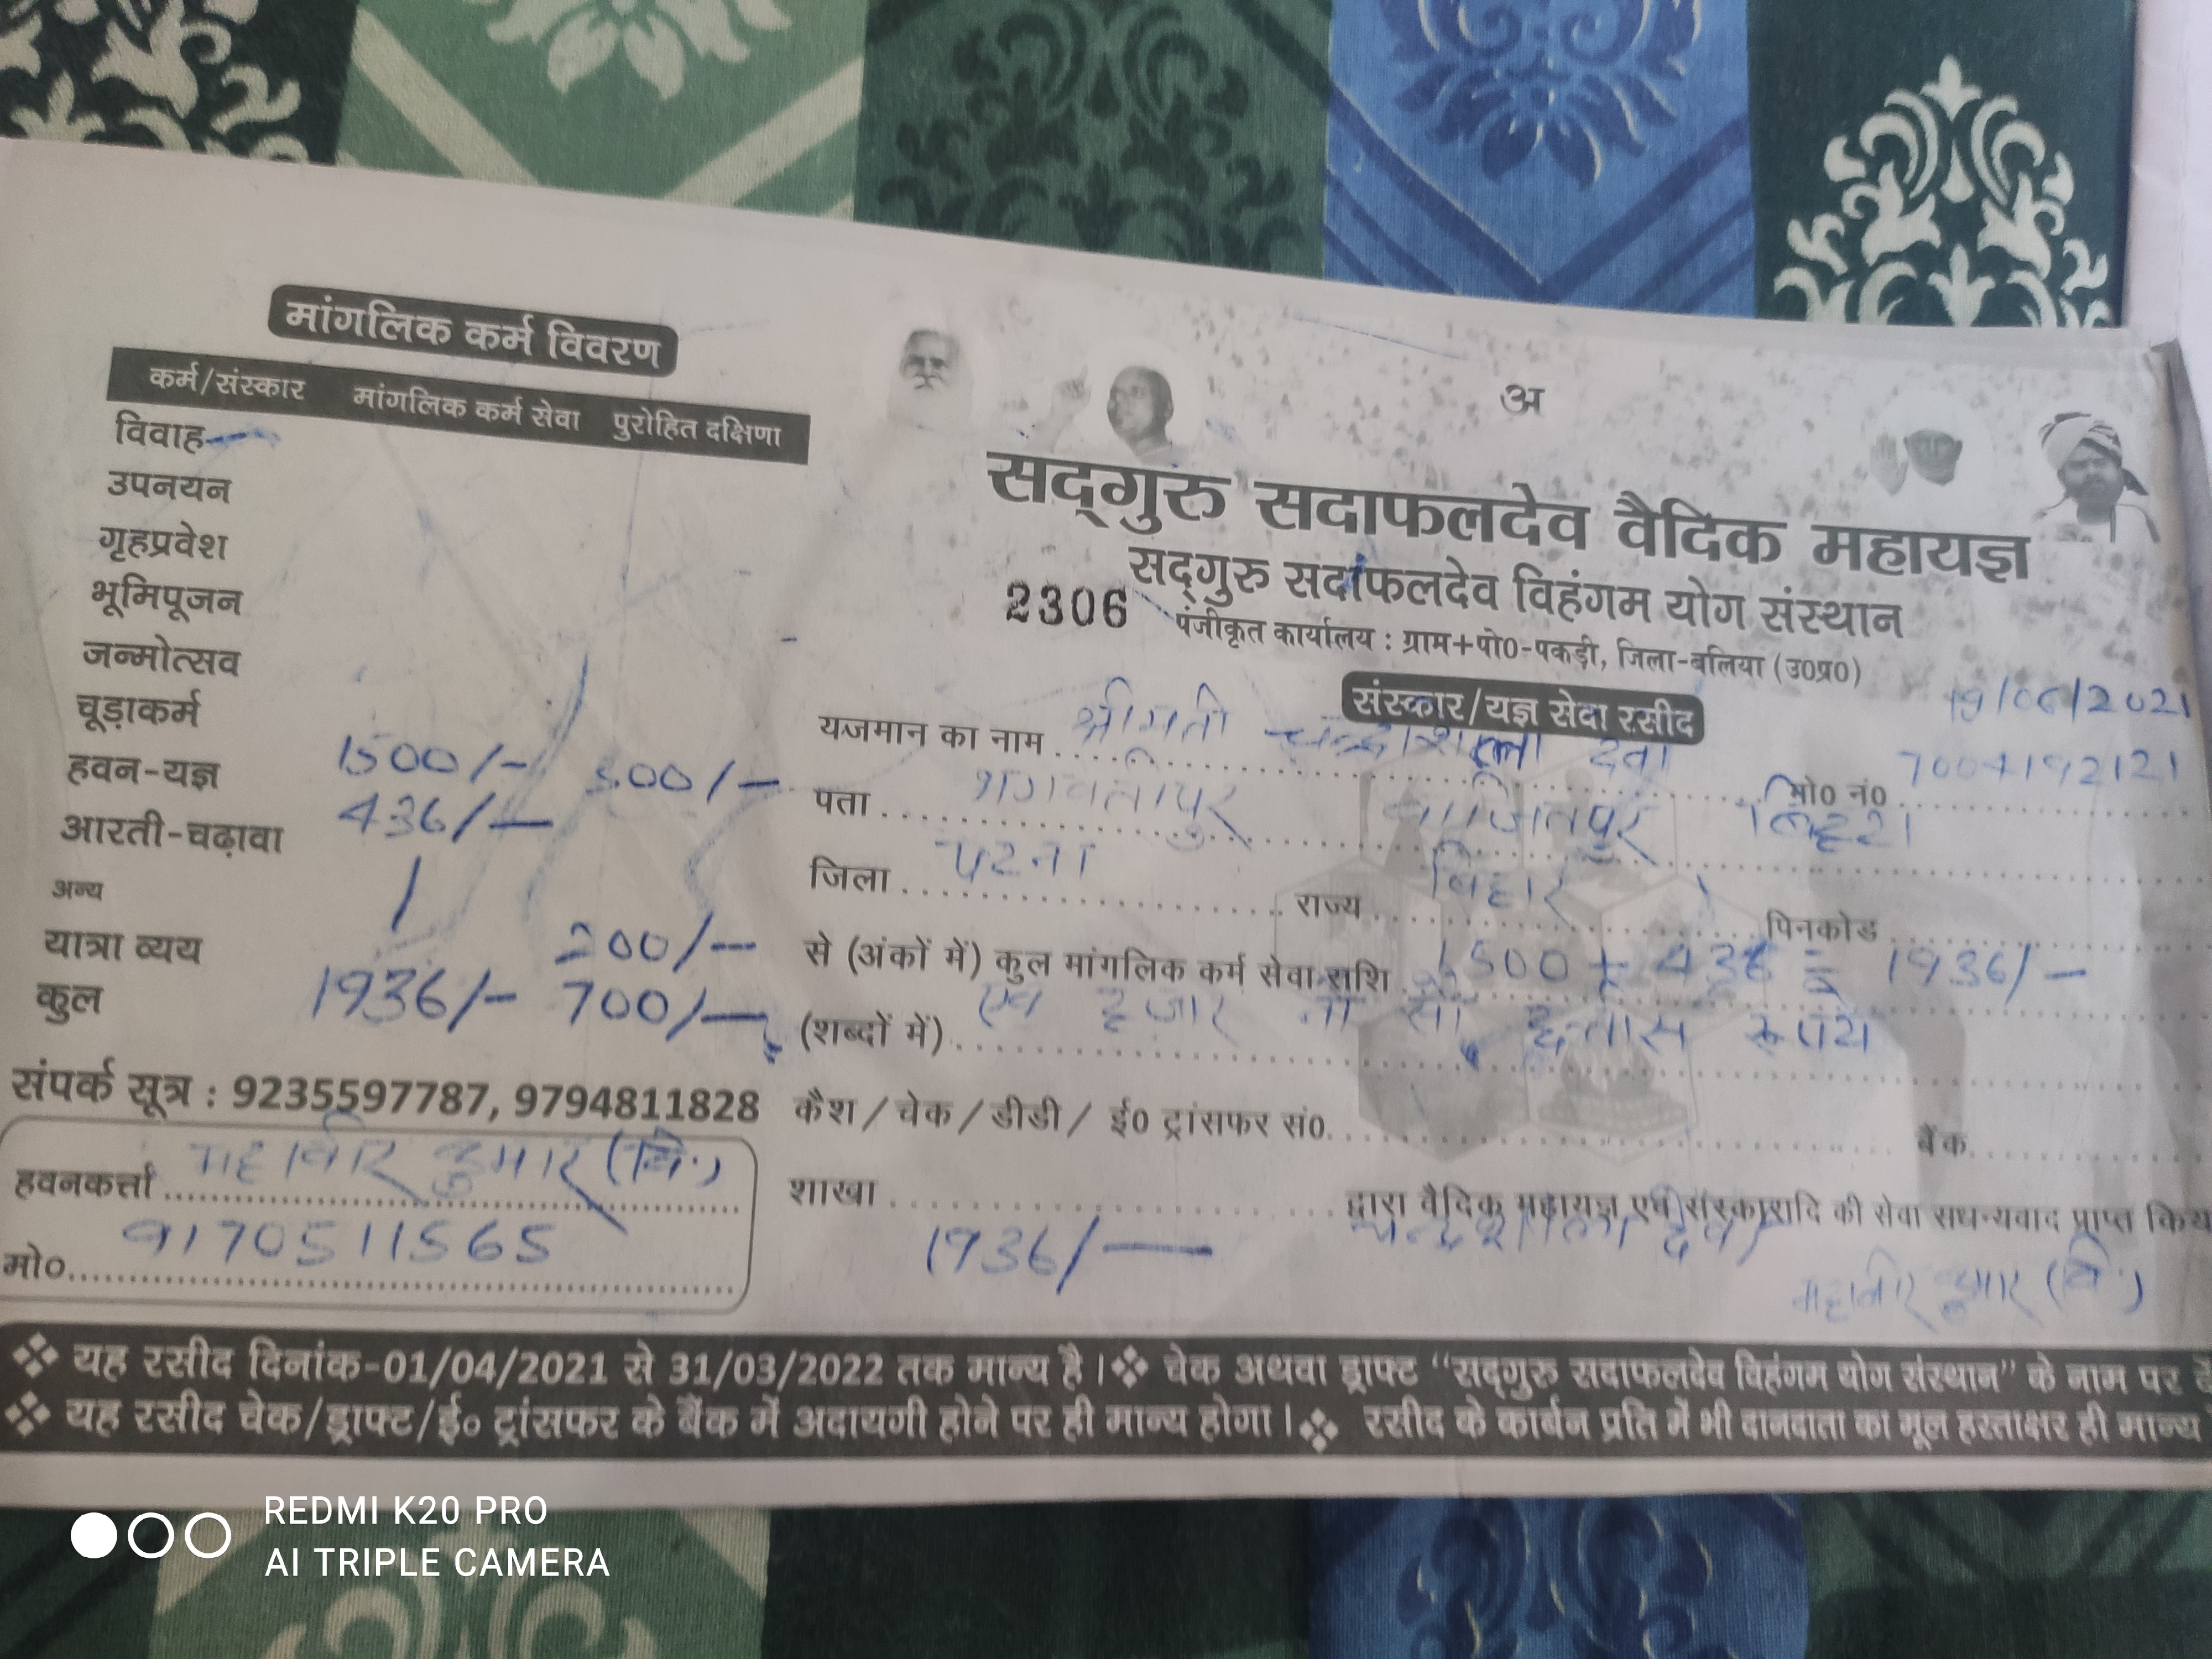 मांगलिक कर्म विवरण
कर्म/संस्कार मांगलिक कर्म सेवा पुरोहित दक्षिणा
विवाह
उपनयन
गृहप्रवेश
भूमिपूजन
जन्मोत्सव
चूड़ाकर्म
हवन-यज्ञ 1500/- 500/-
आरती-चढ़ावा 436/-
अन्य
यात्रा व्यय 200/-
कुल 1936/- 700/-
संपर्क सूत्र : 9235597787, 9794811828
हवनकर्त्ता महावीर कुमार (वि.)
मो० 9170511565
अ
सद्गुरु सदाफलदेव वैदिक महायज्ञ
सद्गुरु सदाफलदेव विहंगम योग संस्थान
2306 पंजीकृत कार्यालय : ग्राम+पो0-पकड़ी, जिला-बलिया (उ0प्र0)
संस्कार/यज्ञ सेवा रसीद 19/06/2021
यजमान का नाम श्रीमती देवी मो0 नं0 7004192121
पता भगवतीपुर बिहटा
जिला पटना राज्य बिहार पिनकोड
से (अंकों में) कुल मांगलिक कर्म सेवा राशि 1500 + 436 = 1936/-
(शब्दों में) एक हजार नौ सौ छत्तीस रूपये
कैश / चेक / डीडी / ई0 ट्रांसफर सं0 बैंक
शाखा द्वारा वैदिक महायज्ञ एवं संस्कारादि की सेवा सधन्यवाद प्राप्त किय
1936/- देवी महावीर कुमार (वि.)
❖ यह रसीद दिनांक-01/04/2021 से 31/03/2022 तक मान्य है।❖ चेक अथवा ड्राफ्ट “सद्गुरु सदाफलदेव विहंगम योग संस्थान” के नाम पर
❖ यह रसीद चेक/ड्राफ्ट/ई० ट्रांसफर के बैंक में अदायगी होने पर ही मान्य होगा।❖ रसीद के कार्बन प्रति में भी दानदाता का मूल हस्ताक्षर ही मान्य
REDMI K20 PRO
AI TRIPLE CAMERA